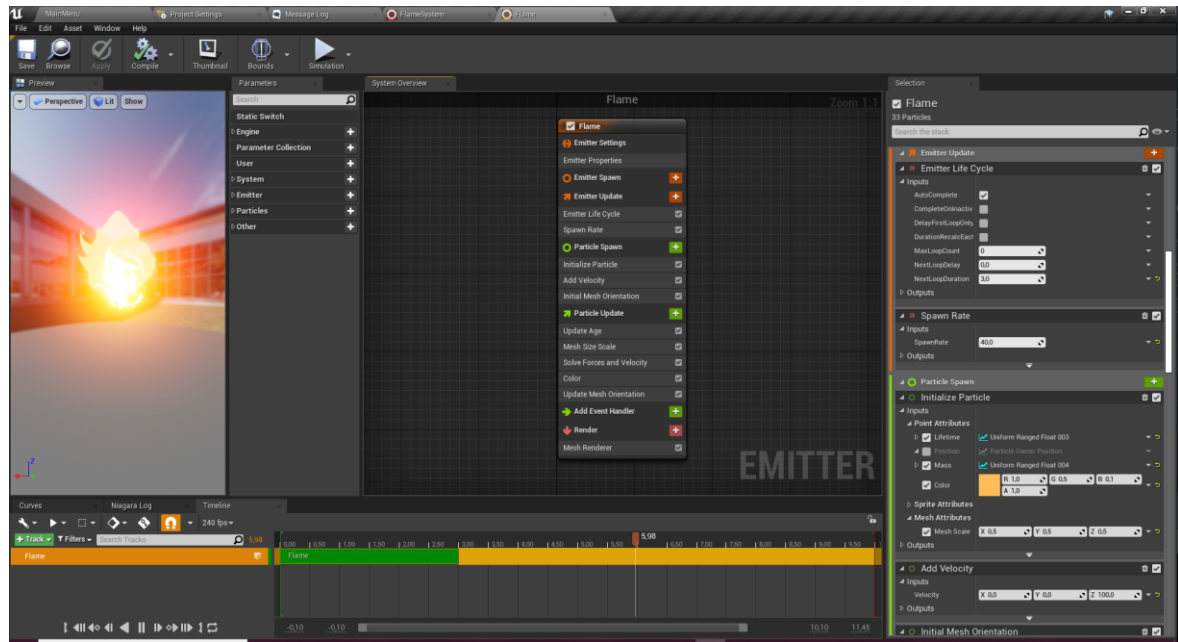 MainMenu
Project Settings
Message Log
FlameSystem
Flame
File Edit Asset Window Help
Save Browse Apply Compile Thumbnail Bounds Simulation
Preview
Perspective Lit Show
Z
Parameters
Search
Static Switch
Engine
Parameter Collection
User
System
Emitter
Particles
Other
System Overview
Flame
Zoom 1:1
Flame
Emitter Settings
Emitter Properties
Emitter Spawn
Emitter Update
Emitter Life Cycle
Spawn Rate
Particle Spawn
Initialize Particle
Add Velocity
Initial Mesh Orientation
Particle Update
Update Age
Mesh Size Scale
Solve Forces and Velocity
Color
Update Mesh Orientation
Add Event Handler
Render
Mesh Renderer
EMITTER
Selection
Flame
33 Particles
Search the stack
Emitter Update
Emitter Life Cycle
Inputs
AutoComplete
CompleteOnInactiv
DelayFirstLoopOnly
DurationRecalcEacl
MaxLoopCount 0
NextLoopDelay 0,0
NextLoopDuration 3,0
Outputs
Spawn Rate
Inputs
SpawnRate 40,0
Outputs
Particle Spawn
Initialize Particle
Inputs
Point Attributes
Lifetime Uniform Ranged Float 003
Position Particle Owner Position
Mass Uniform Ranged Float 004
Color R 1,0 G 0,5 B 0,1
A 1,0
Sprite Attributes
Mesh Attributes
Mesh Scale X 0,5 Y 0,5 Z 0,5
Outputs
Add Velocity
Inputs
Velocity X 0,0 Y 0,0 Z 100,0
Outputs
Initial Mesh Orientation
Curves Niagara Log Timeline
240 fps
Track Filters Search Tracks 5,98
5,98
0,00 0,50 1,00 1,50 2,00 2,50 3,00 3,50 4,00 4,50 5,00 5,50 6,50 7,00 7,50 8,00 8,50 9,00 9,50
Flame
Flame
-0,10 -0,10 10,10 11,45